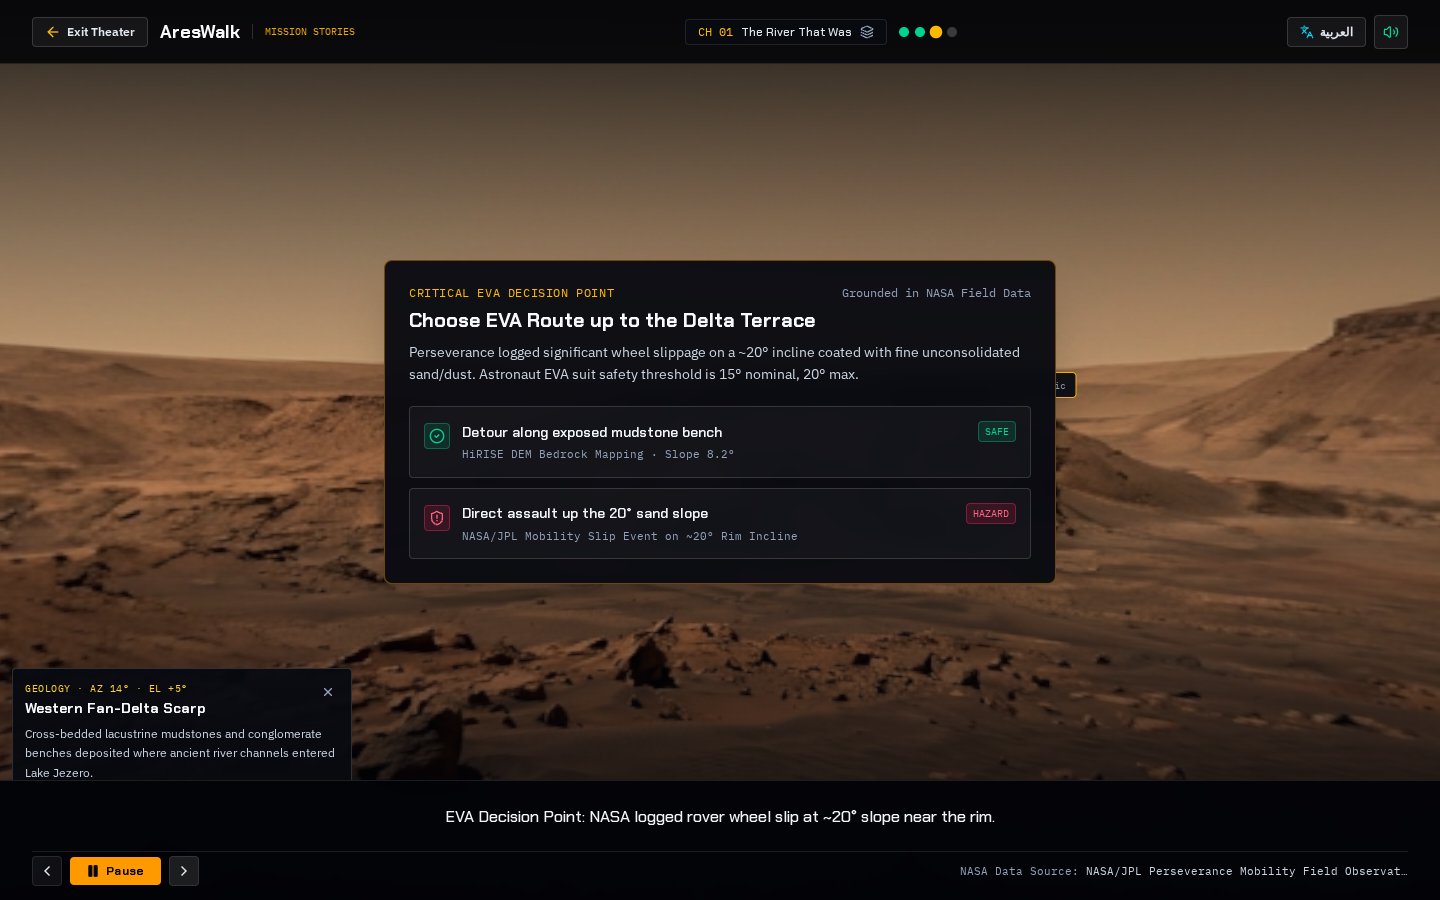 Exit Theater
AresWalk
MISSION STORIES
CH 01 The River That Was
العربية
CRITICAL EVA DECISION POINT
Grounded in NASA Field Data
Choose EVA Route up to the Delta Terrace
Perseverance logged significant wheel slippage on a ~20° incline coated with fine unconsolidated
sand/dust. Astronaut EVA suit safety threshold is 15° nominal, 20° max.
ic
Detour along exposed mudstone bench
SAFE
HiRISE DEM Bedrock Mapping · Slope 8.2°
Direct assault up the 20° sand slope
HAZARD
NASA/JPL Mobility Slip Event on ~20° Rim Incline
GEOLOGY · AZ 14° · EL +5°
Western Fan-Delta Scarp
Cross-bedded lacustrine mudstones and conglomerate
benches deposited where ancient river channels entered
Lake Jezero.
EVA Decision Point: NASA logged rover wheel slip at ~20° slope near the rim.
Pause
NASA Data Source: NASA/JPL Perseverance Mobility Field Observat…